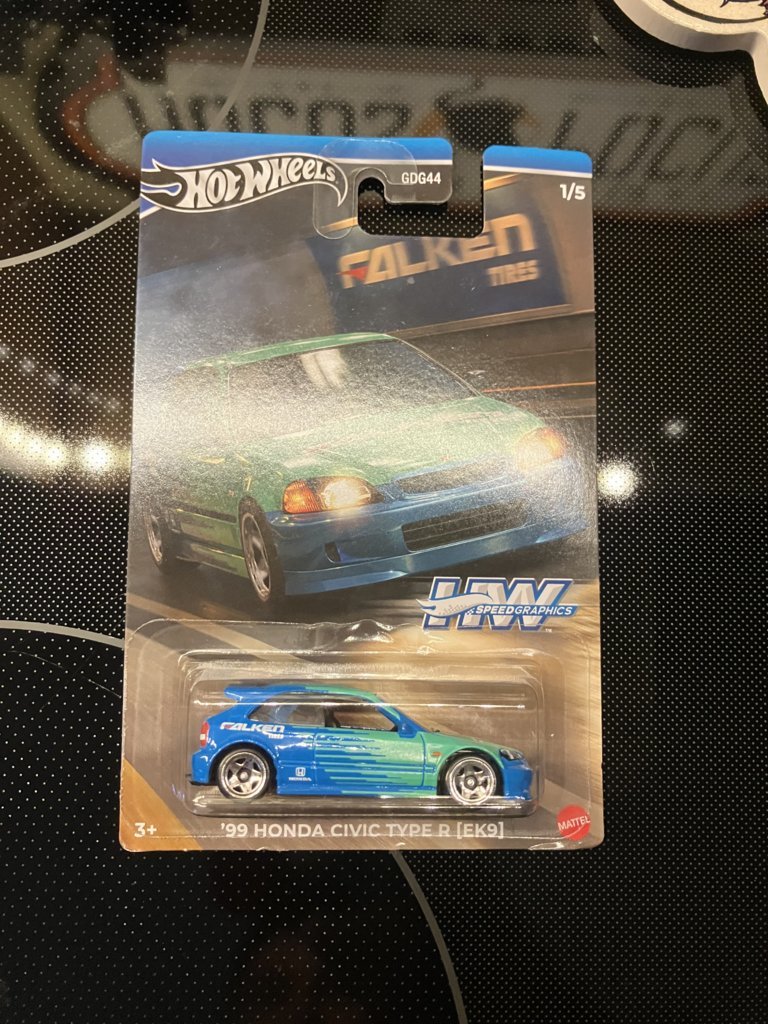 HOT WHEELS
GDG44
1/5
FALKEN
TIRES
HW
SPEEDGRAPHICS
™
FALKEN
TIRES
HONDA
3+
'99 HONDA CIVIC TYPE R [EK9]
MATTEL